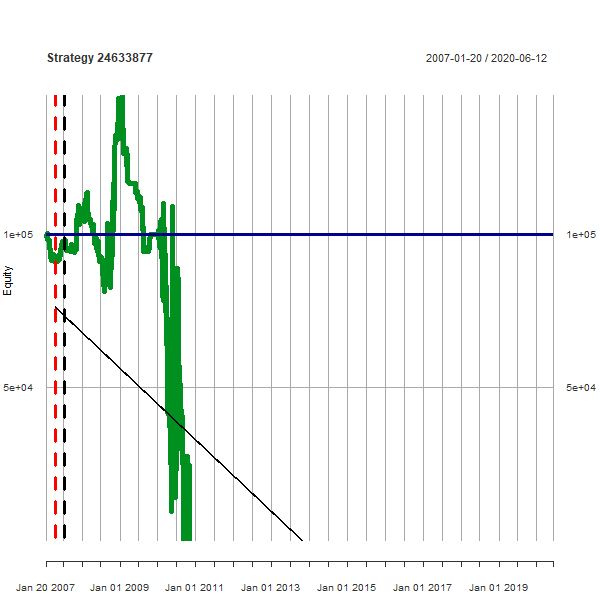 Strategy 24633877
2007-01-20 / 2020-06-12
1e+05
1e+05
Equity
5e+04
5e+04
Jan 20 2007
Jan 01 2009
Jan 01 2011
Jan 01 2013
Jan 01 2015
Jan 01 2017
Jan 01 2019